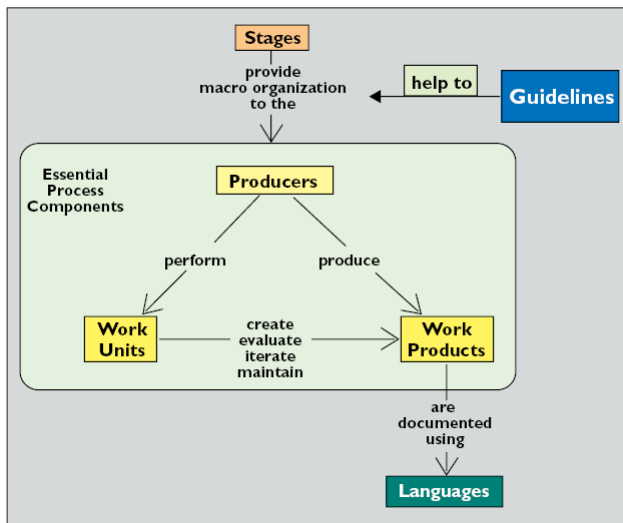 Stages
provide
macro organization
to the
help to
Guidelines
Essential
Process
Components
Producers
perform
produce
Work
Units
create
evaluate
iterate
maintain
Work
Products
are
documented
using
Languages